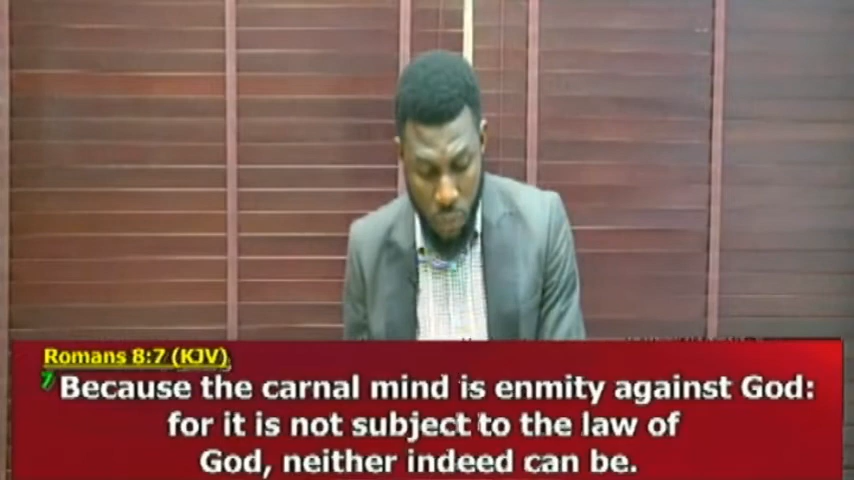 Romans 8:7 (KJV)
7 Because the carnal mind is enmity against God:
for it is not subject to the law of
God, neither indeed can be.